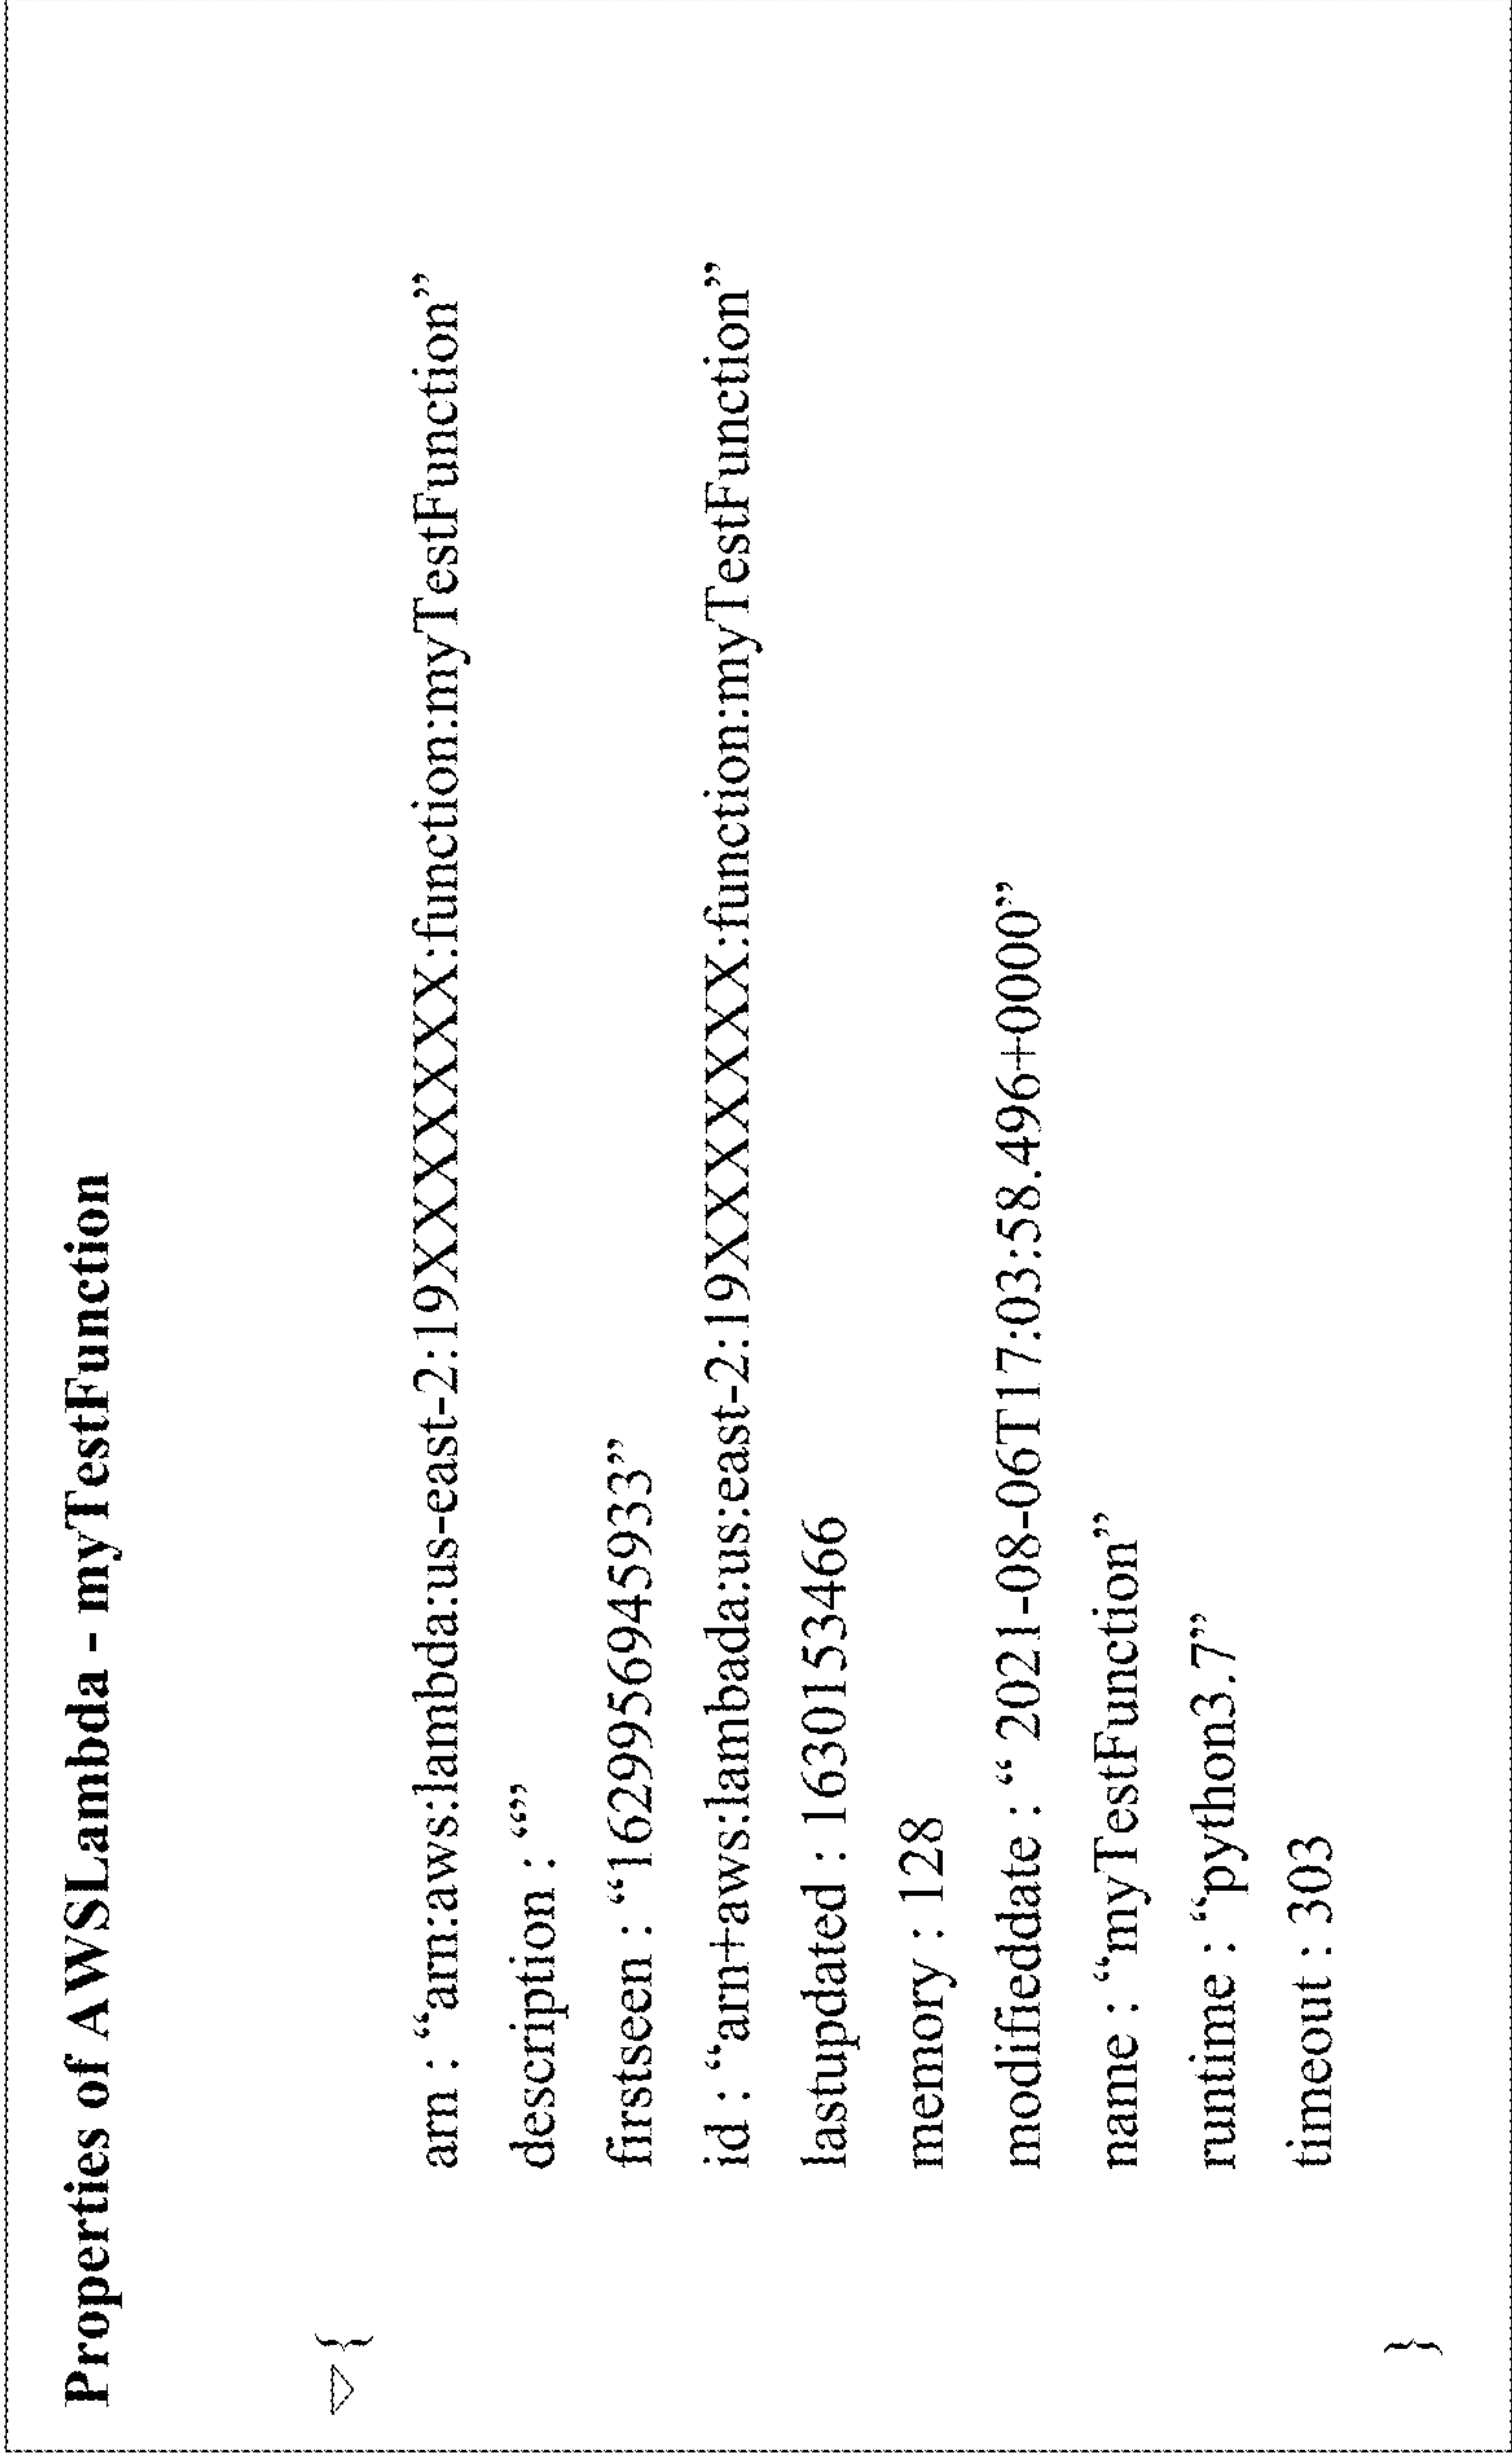 Properties of AWSLambda - myTestFunction
▽{
arn : “arn:aws:lambda:us-east-2:19XXXXXXX:function:myTestFunction”
description : “”
firstseen : “1629956945933”
id : “arn+aws:lambada:us:east-2:19XXXXXXX:function:myTestFunction”
lastupdated : 1630153466
memory : 128
modifieddate : “ 2021-08-06T17:03:58.496+0000”
name : “myTestFunction”
runtime : “python3.7”
timeout : 303
}